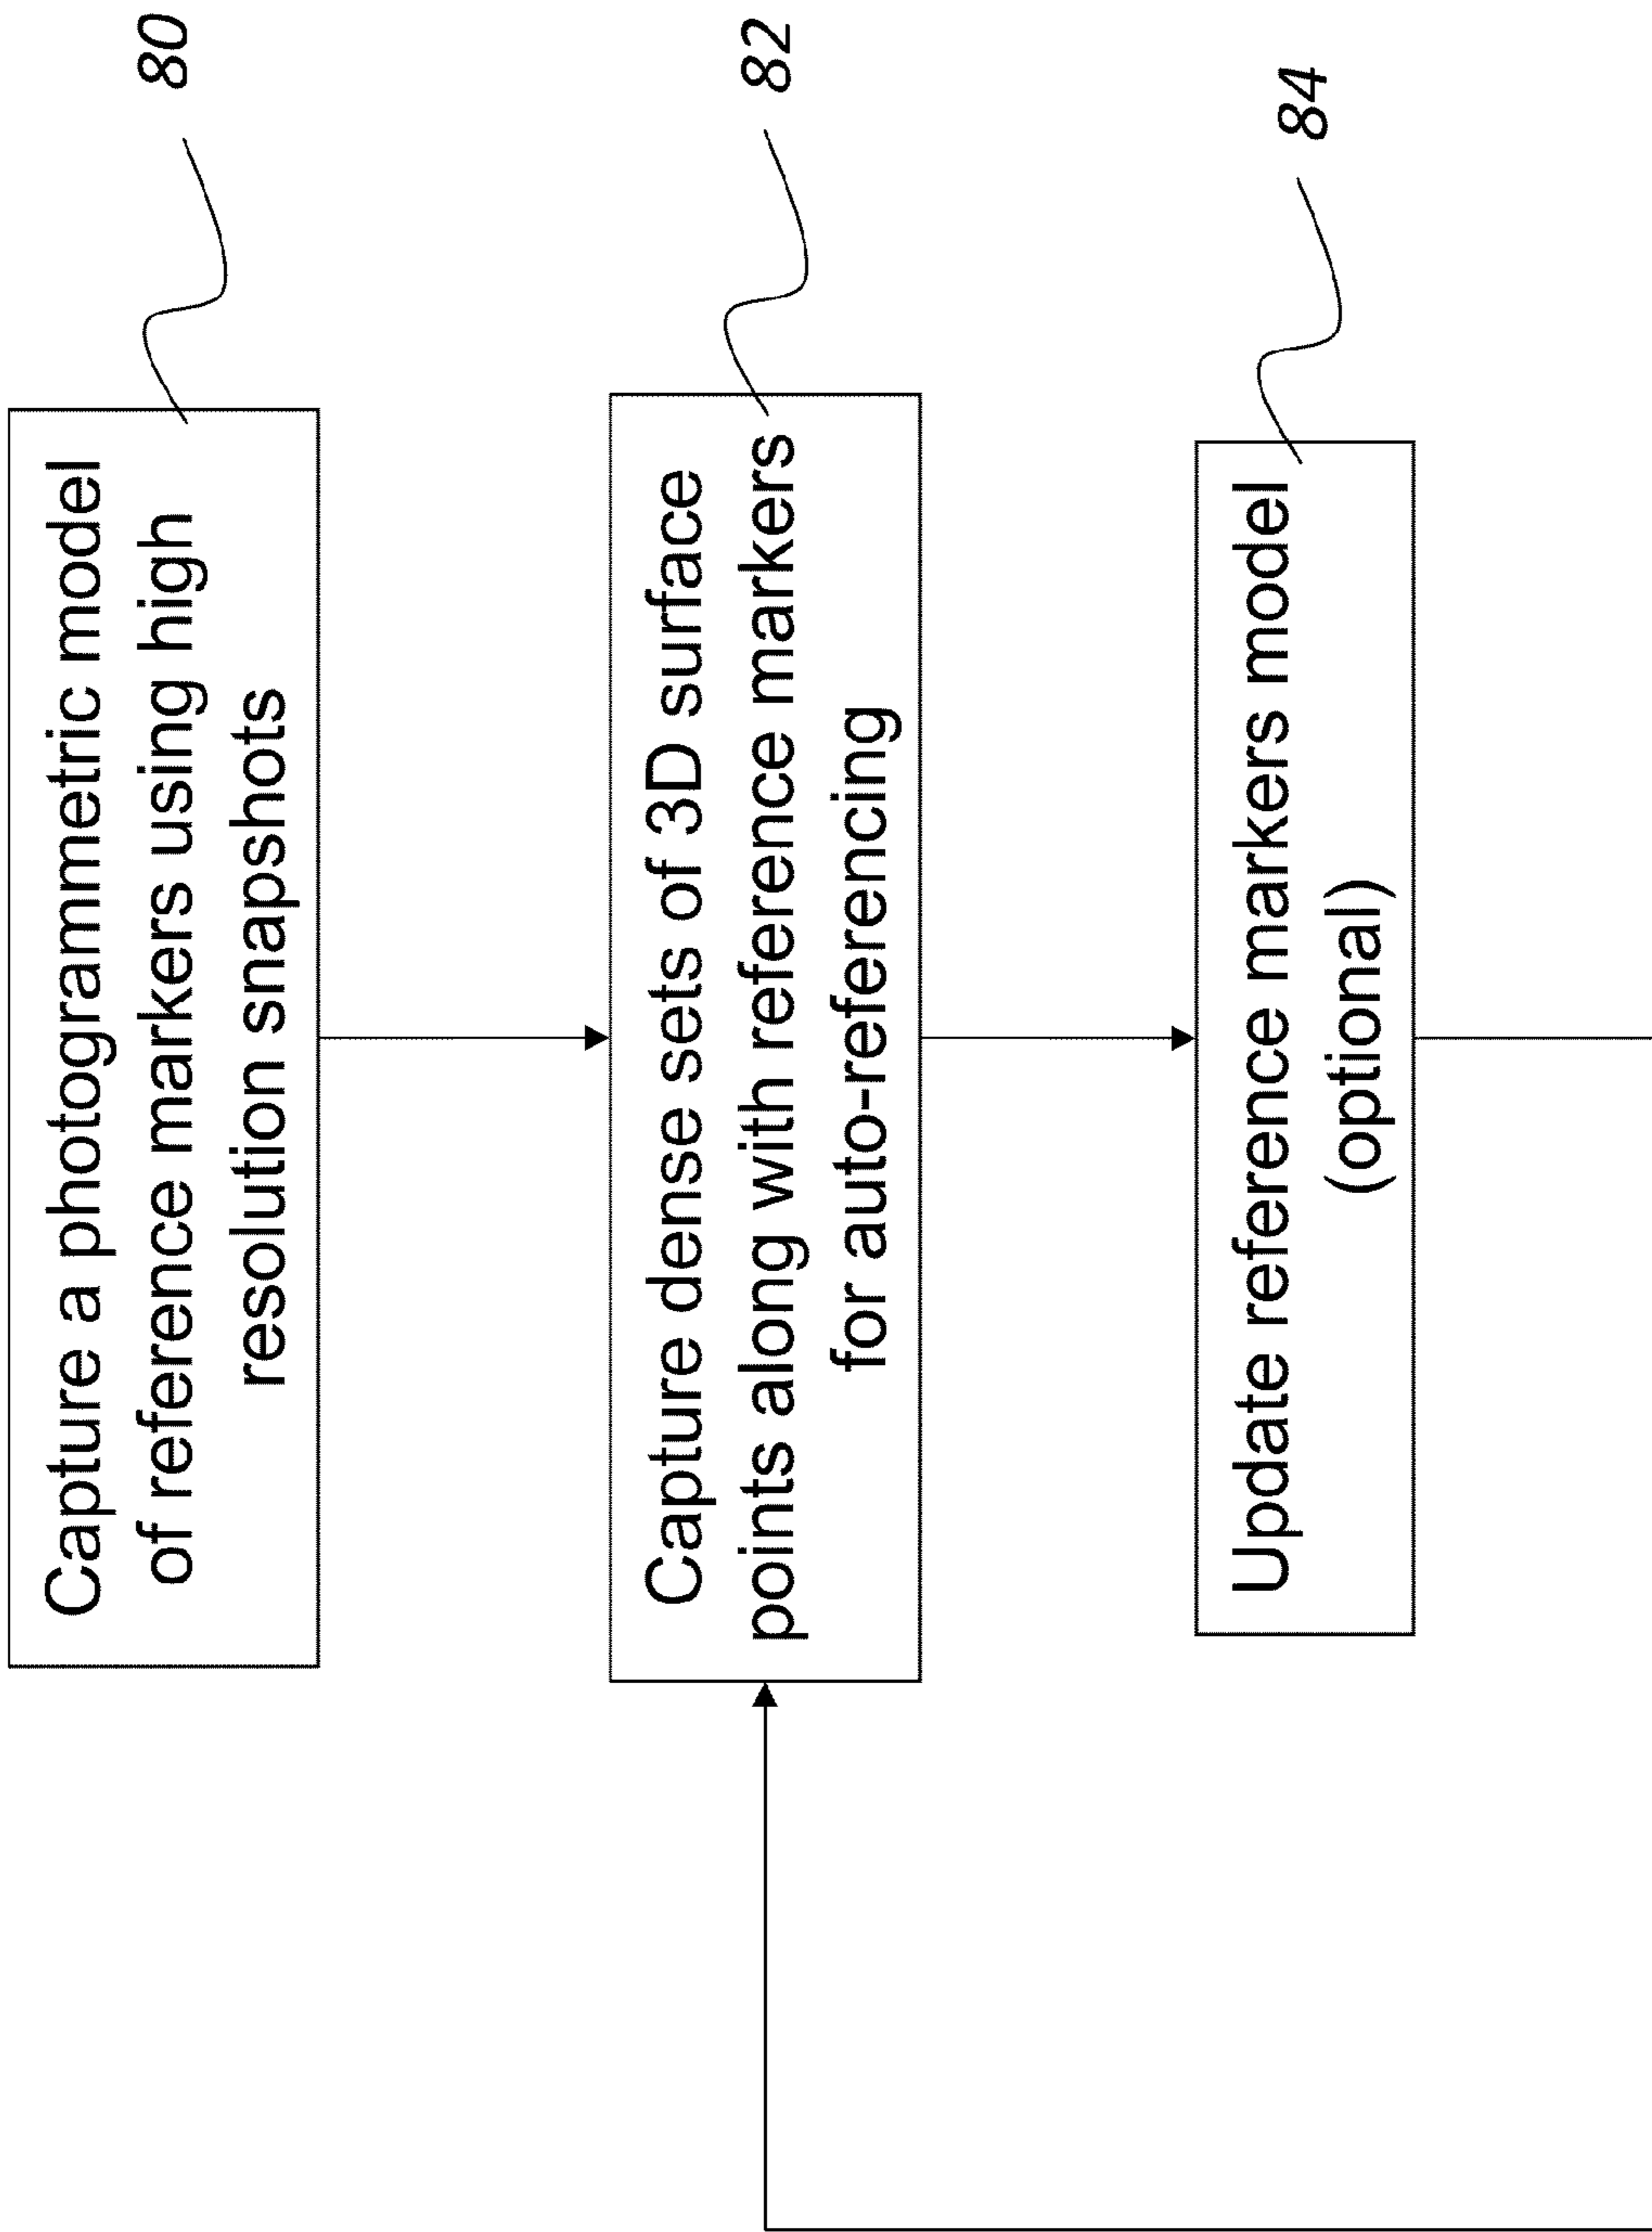 Capture a photogrammetric model
of reference markers using high
resolution snapshots
80
Capture dense sets of 3D surface
points along with reference markers
for auto-referencing
82
Update reference markers model
(optional)
84